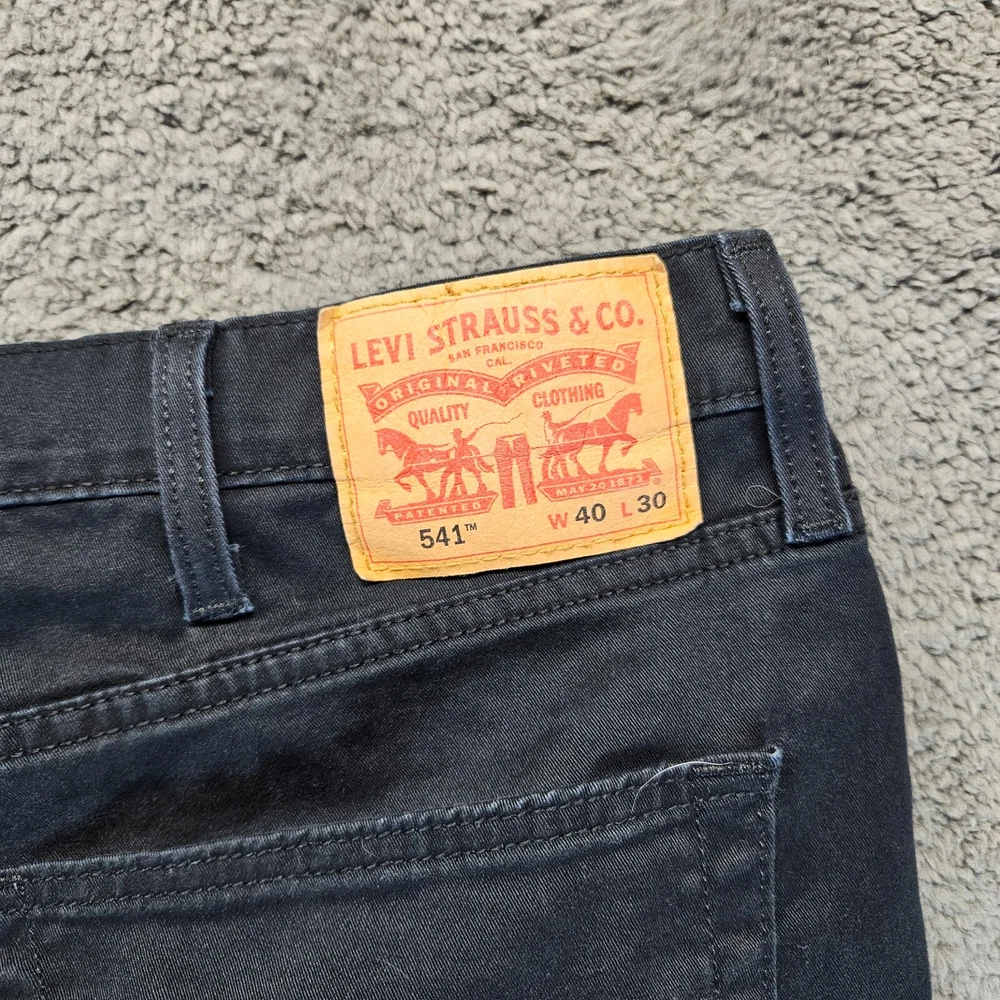 LEVI STRAUSS & CO.
SAN FRANCISCO
CAL.
ORIGINAL RIVETED
QUALITY CLOTHING
PATENTED MAY 20 1873 ®
541™ W 40 L 30